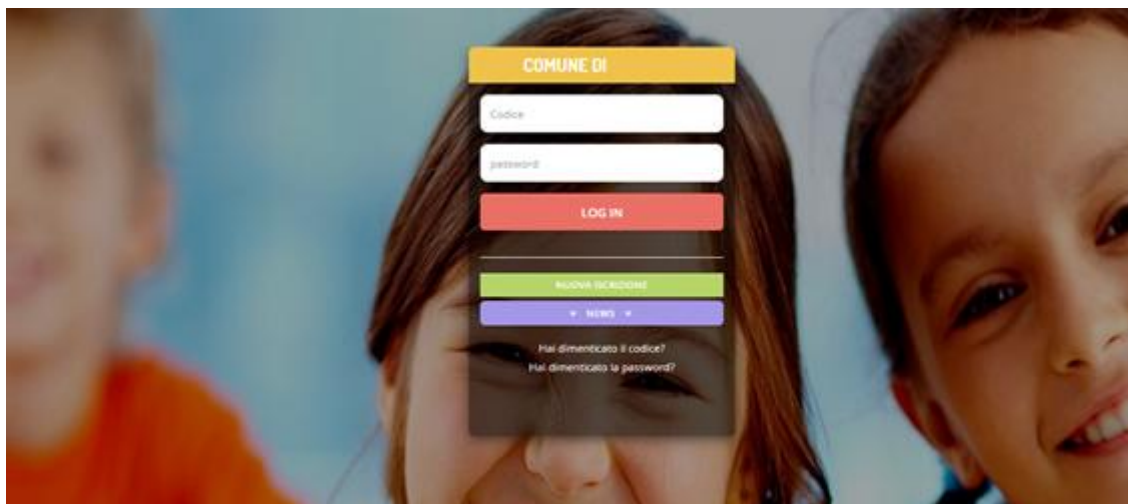 COMUNE DI
Codice
password
LOG IN
NUOVA ISCRIZIONE
NEWS
Hai dimenticato il codice?
Hai dimenticato la password?